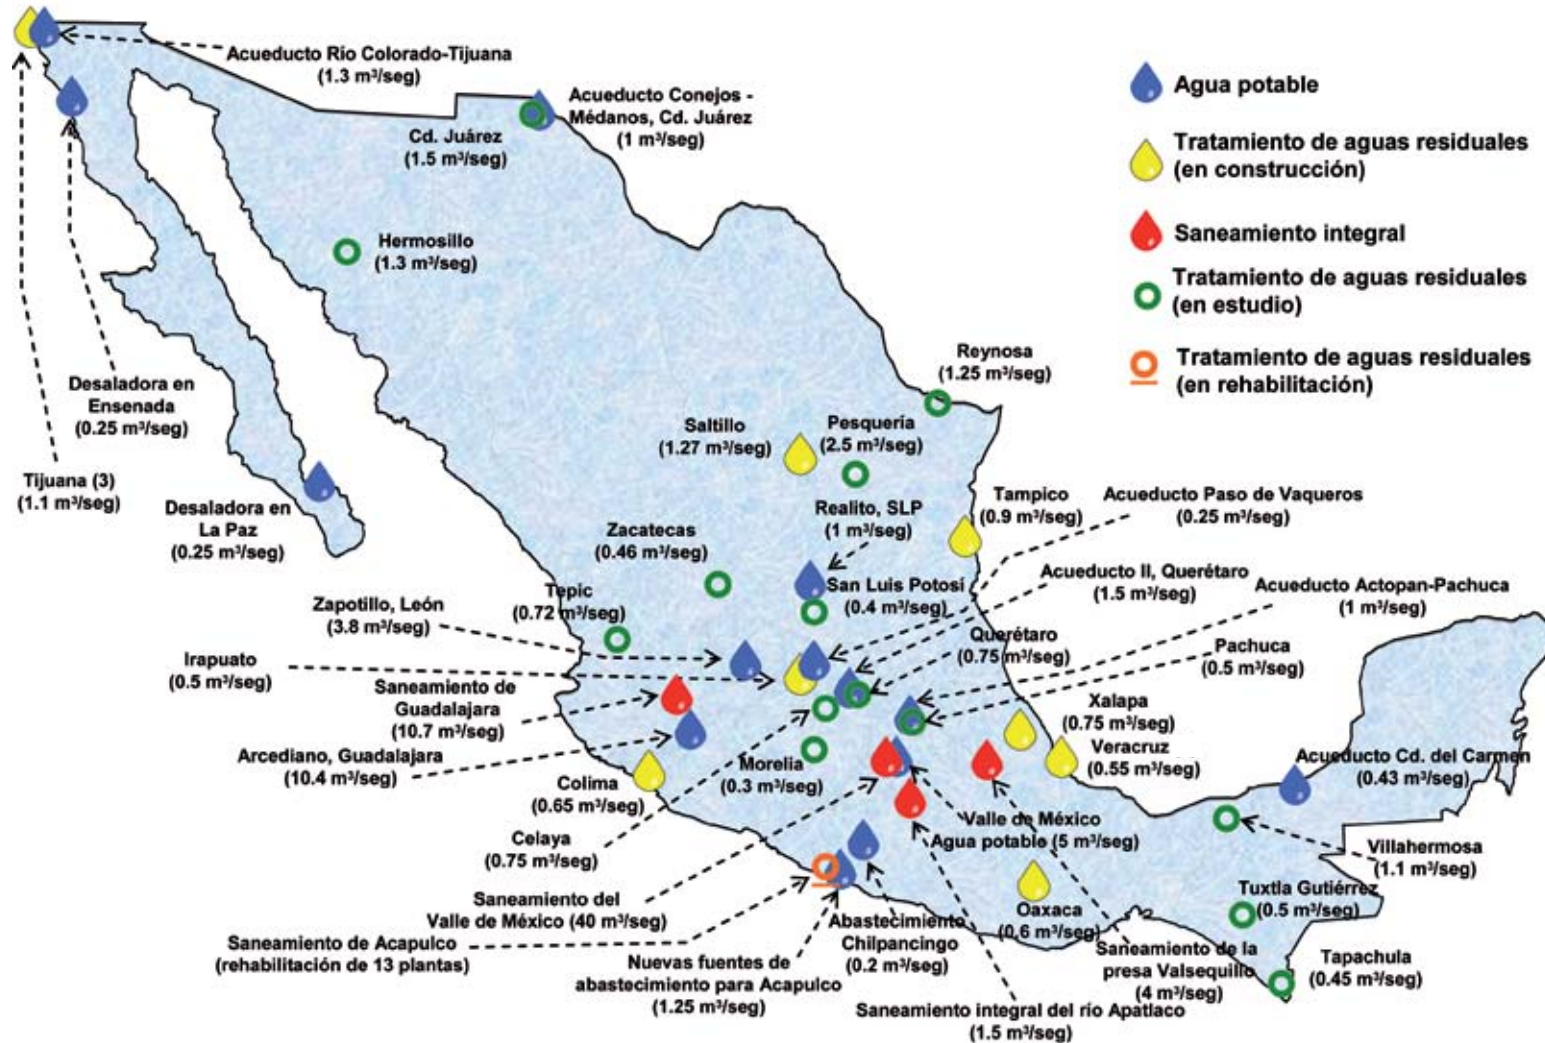 Acueducto Río Colorado-Tijuana
(1.3 m³/seg)
Acueducto Conejos -
Médanos, Cd. Juárez
(1 m³/seg)
Cd. Juárez
(1.5 m³/seg)
Hermosillo
(1.3 m³/seg)
Agua potable
Tratamiento de aguas residuales
(en construcción)
Saneamiento integral
Tratamiento de aguas residuales
(en estudio)
Tratamiento de aguas residuales
(en rehabilitación)
Reynosa
(1.25 m³/seg)
Desaladora en
Ensenada
(0.25 m³/seg)
Saltillo
(1.27 m³/seg)
Pesquería
(2.5 m³/seg)
Tijuana (3)
(1.1 m³/seg)
Desaladora en
La Paz
(0.25 m³/seg)
Realito, SLP
(1 m³/seg)
Tampico
(0.9 m³/seg)
Acueducto Paso de Vaqueros
(0.25 m³/seg)
Zacatecas
(0.46 m³/seg)
San Luis Potosí
(0.4 m³/seg)
Acueducto II, Querétaro
(1.5 m³/seg)
Acueducto Actopan-Pachuca
(1 m³/seg)
Tepic
(0.72 m³/seg)
Zapotillo, León
(3.8 m³/seg)
Querétaro
(0.75 m³/seg)
Pachuca
(0.5 m³/seg)
Irapuato
(0.5 m³/seg)
Saneamiento de
Guadalajara
(10.7 m³/seg)
Xalapa
(0.75 m³/seg)
Veracruz
(0.55 m³/seg)
Arcediano, Guadalajara
(10.4 m³/seg)
Colima
(0.65 m³/seg)
Morelia
(0.3 m³/seg)
Acueducto Cd. del Carmen
(0.43 m³/seg)
Celaya
(0.75 m³/seg)
Valle de México
Agua potable (5 m³/seg)
Villahermosa
(1.1 m³/seg)
Saneamiento del
Valle de México (40 m³/seg)
Tuxtla Gutiérrez
(0.5 m³/seg)
Oaxaca
(0.6 m³/seg)
Saneamiento de Acapulco
(rehabilitación de 13 plantas)
Abastecimiento
Chilpancingo
(0.2 m³/seg)
Nuevas fuentes de
abastecimiento para Acapulco
(1.25 m³/seg)
Saneamiento de la
presa Valsequillo
(4 m³/seg)
Tapachula
(0.45 m³/seg)
Saneamiento integral del río Apatlaco
(1.5 m³/seg)